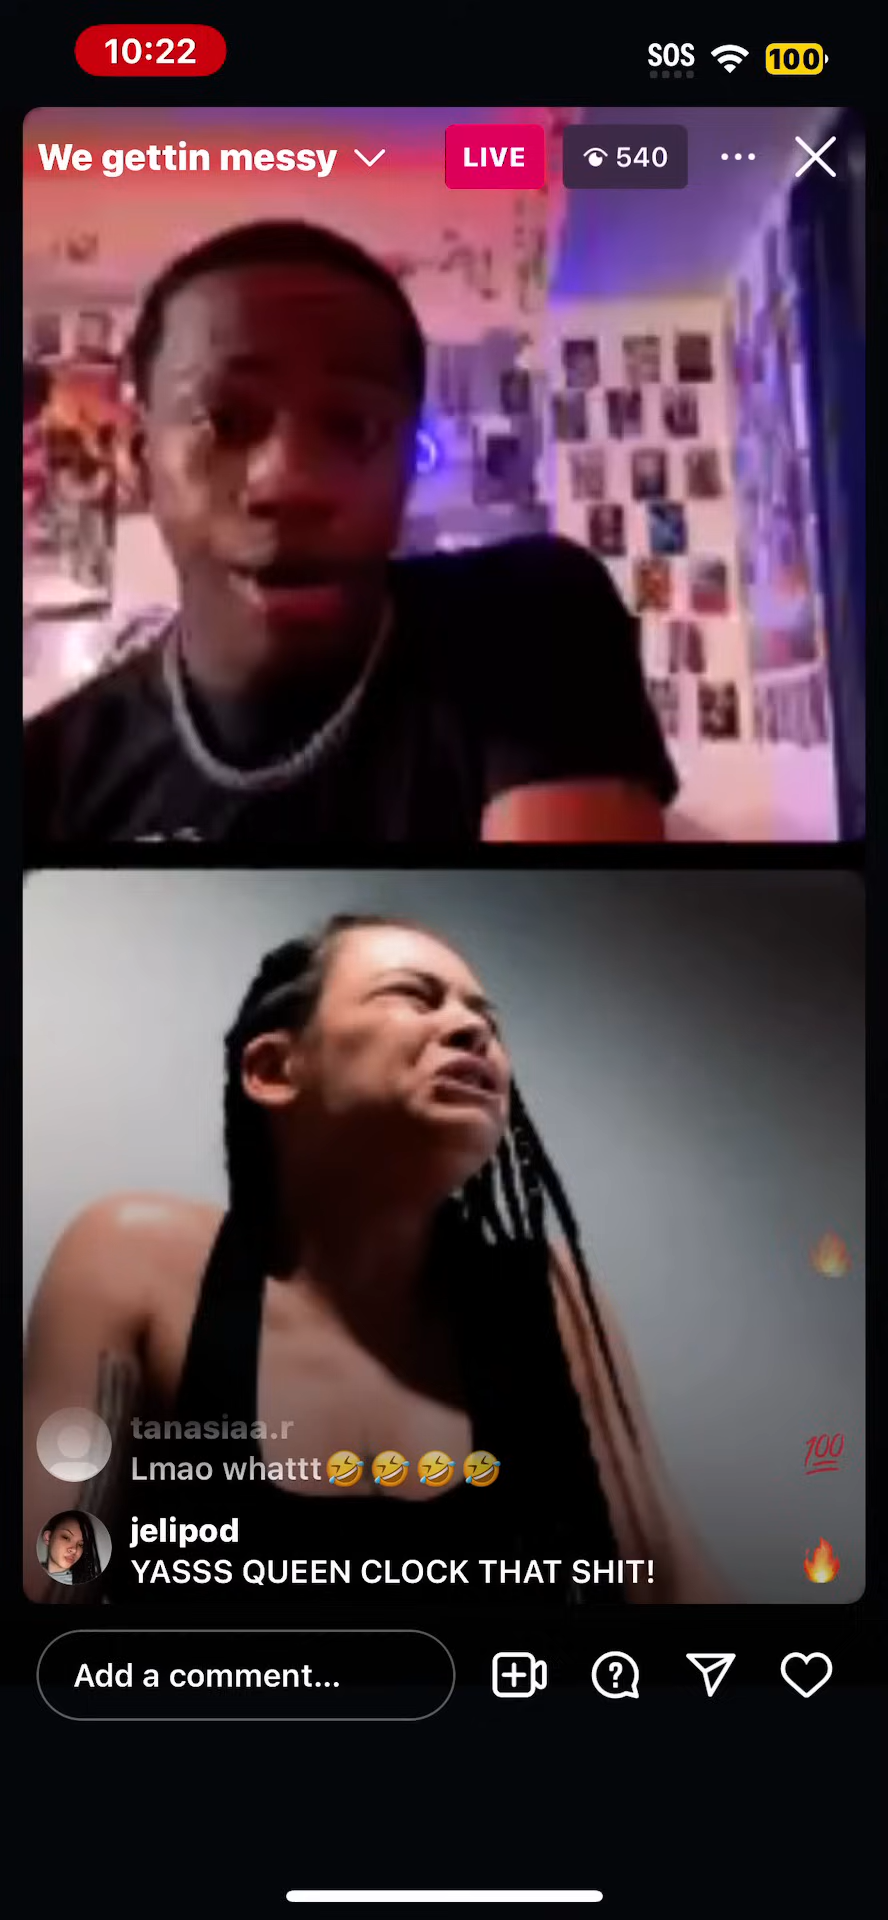 10:22
SOS
100
We gettin messy
LIVE
540
tanasiaa.r
Lmao whattt🤣🤣🤣🤣
💯
jelipod
YASSS QUEEN CLOCK THAT SHIT!
Add a comment...